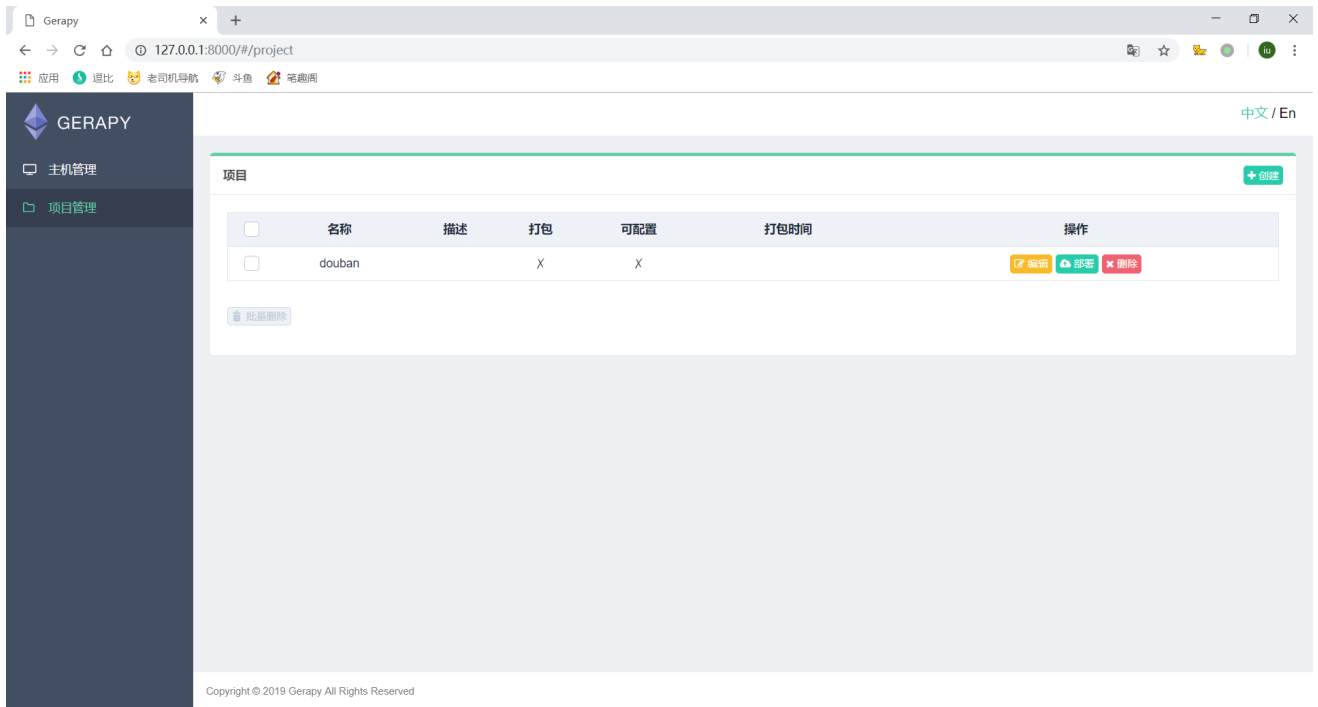 Gerapy
127.0.0.1:8000/#/project
iu
应用 逗比 老司机导航 斗鱼 笔趣阁
GERAPY
中文 / En
主机管理
项目管理
项目
创建
名称 描述 打包 可配置 打包时间 操作
douban X X 编辑 部署 删除
批量删除
Copyright © 2019 Gerapy All Rights Reserved